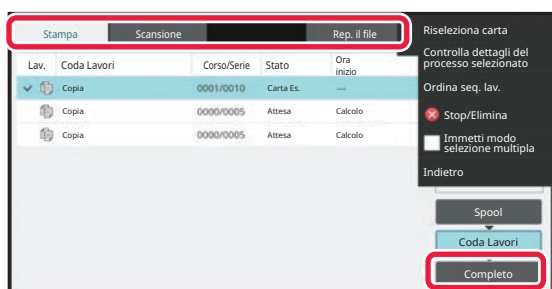 Stampa Scansione Rep. il file
Lav. Coda Lavori Corso/Serie Stato Ora inizio
Copia 0001/0010 Carta Es. ---
Copia 0000/0005 Attesa Calcolo
Copia 0000/0005 Attesa Calcolo
Riseleziona carta
Controlla dettagli del
processo selezionato
Ordina seq. lav.
Stop/Elimina
Immetti modo
selezione multipla
Indietro
Spool
Coda Lavori
Completo